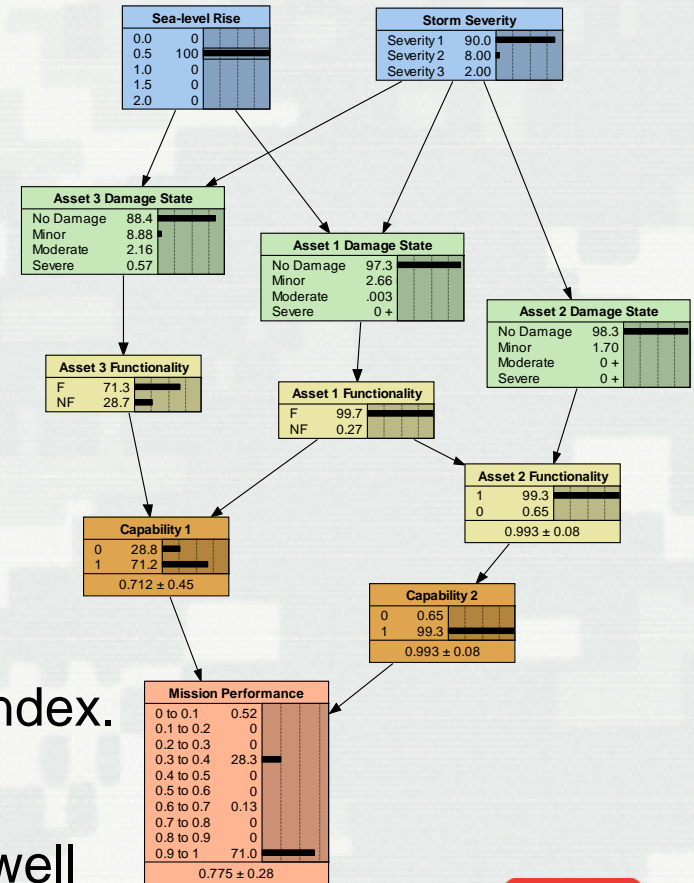 Sea-level Rise
0.0 0
0.5 100
1.0 0
1.5 0
2.0 0
Storm Severity
Severity 1 90.0
Severity 2 8.00
Severity 3 2.00
Asset 3 Damage State
No Damage 88.4
Minor 8.88
Moderate 2.16
Severe 0.57
Asset 1 Damage State
No Damage 97.3
Minor 2.66
Moderate .003
Severe 0 +
Asset 2 Damage State
No Damage 98.3
Minor 1.70
Moderate 0 +
Severe 0 +
Asset 3 Functionality
F 71.3
NF 28.7
Asset 1 Functionality
F 99.7
NF 0.27
Asset 2 Functionality
1 99.3
0 0.65
0.993 ± 0.08
Capability 1
0 28.8
1 71.2
0.712 ± 0.45
Capability 2
0 0.65
1 99.3
0.993 ± 0.08
Mission Performance
0 to 0.1 0.52
0.1 to 0.2 0
0.2 to 0.3 0
0.3 to 0.4 28.3
0.4 to 0.5 0
0.5 to 0.6 0
0.6 to 0.7 0.13
0.7 to 0.8 0
0.8 to 0.9 0
0.9 to 1 71.0
0.775 ± 0.28
ndex.
well